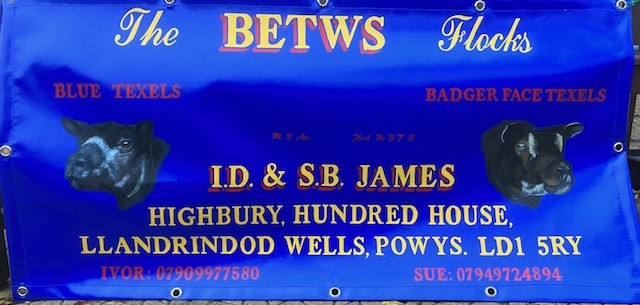 The BETWS Flocks
BLUE TEXELS
BADGER FACE TEXELS
I.D. & S.B. JAMES
HIGHBURY, HUNDRED HOUSE,
LLANDRINDOD WELLS, POWYS. LD1 5RY
IVOR: 07909977580
SUE: 07949724894